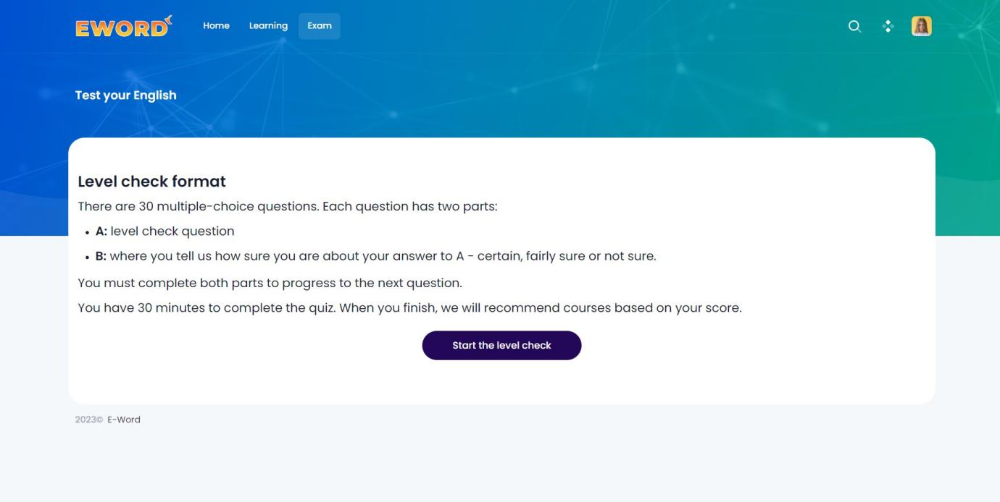 EWORD
Home Learning Exam
Test your English
Level check format
There are 30 multiple-choice questions. Each question has two parts:
• A: level check question
• B: where you tell us how sure you are about your answer to A - certain, fairly sure or not sure.
You must complete both parts to progress to the next question.
You have 30 minutes to complete the quiz. When you finish, we will recommend courses based on your score.
Start the level check
2023© E-Word